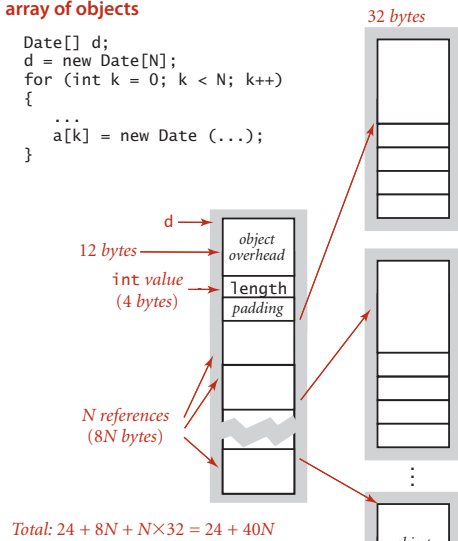 array of objects
32 bytes
Date[] d;
d = new Date[N];
for (int k = 0; k < N; k++)
{
...
a[k] = new Date (...);
}
d
12 bytes
object
overhead
int value
(4 bytes)
length
padding
N references
(8N bytes)
Total: 24 + 8N + N×32 = 24 + 40N